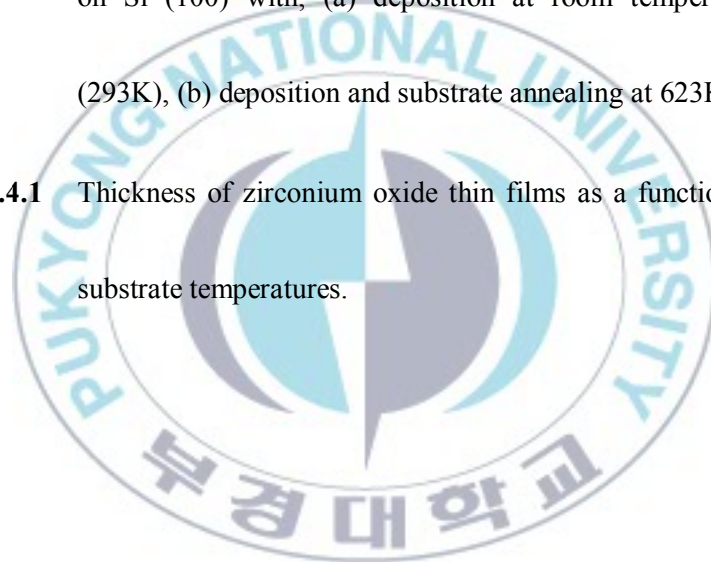 on Si (100) with; (a) deposition at room temper
(293K), (b) deposition and substrate annealing at 623K
.4.1 Thickness of zirconium oxide thin films as a functio
substrate temperatures.
PUKYONG NATIONAL UNIVERSITY
부경대학교